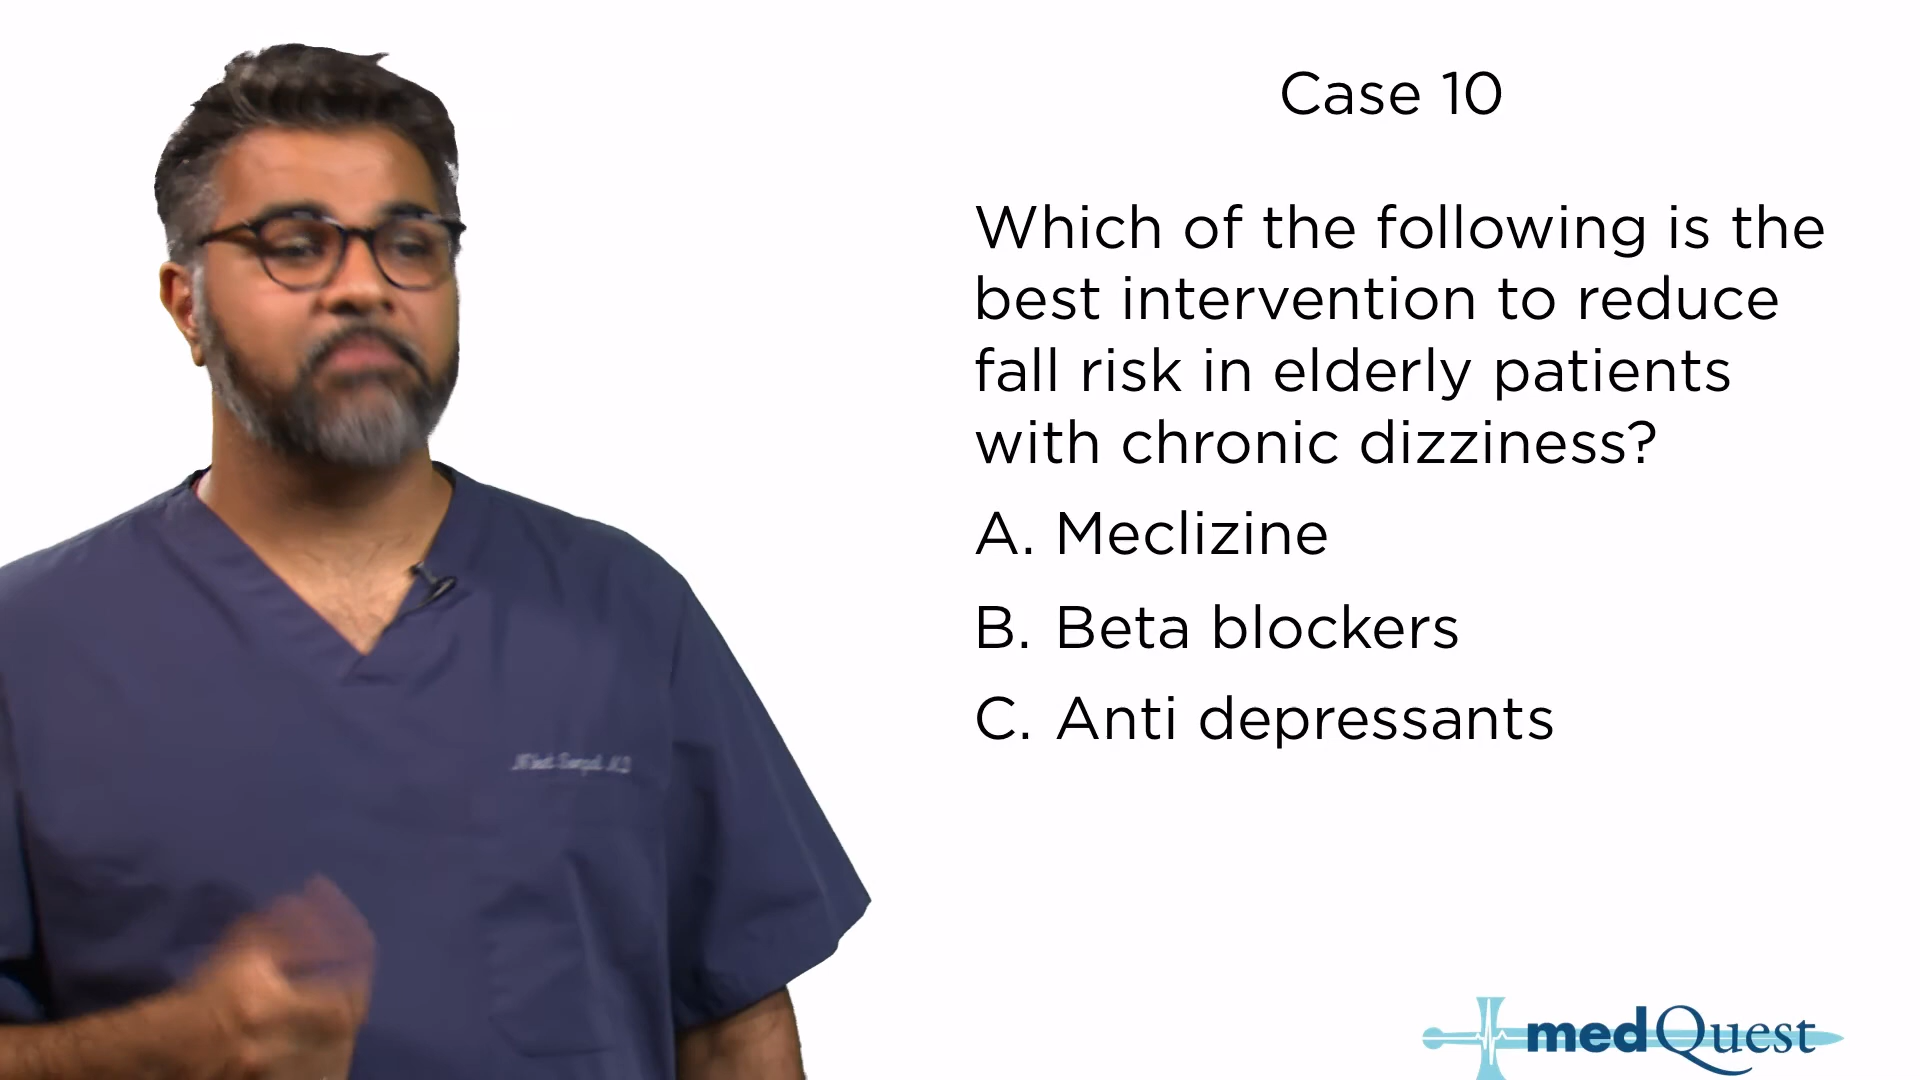 Case 10
Which of the following is the
best intervention to reduce
fall risk in elderly patients
with chronic dizziness?
A. Meclizine
B. Beta blockers
C. Anti depressants
medQuest